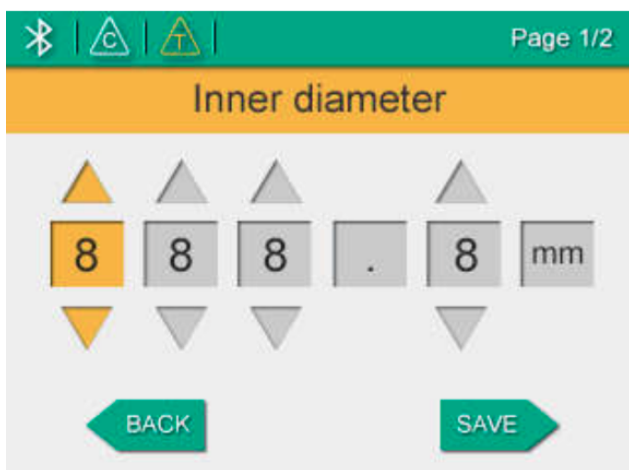 C T Page 1/2
Inner diameter
8 8 8 . 8 mm
BACK SAVE